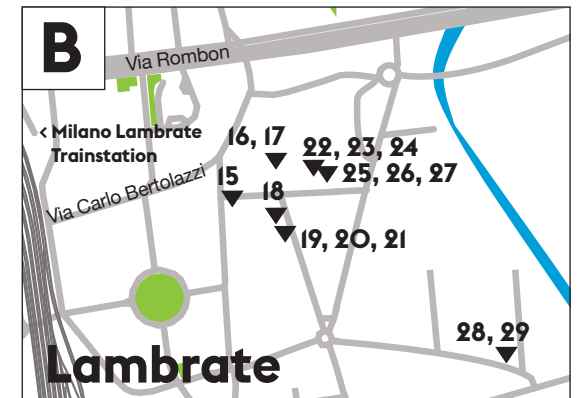 B
Via Rombon
< Milano Lambrate
Trainstation
16, 17
22, 23, 24
25, 26, 27
Via Carlo Bertolazzi
15
18
19, 20, 21
28, 29
Lambrate